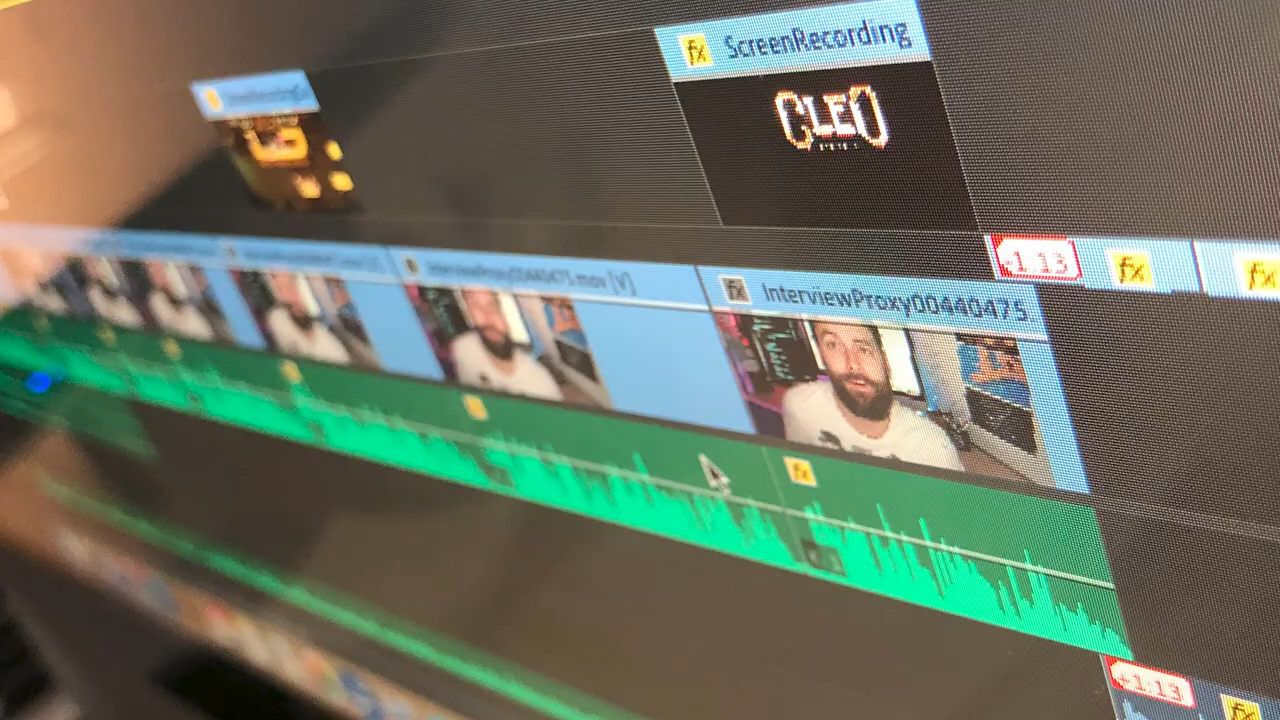 fx ScreenRecording
CLEO
-1:13 fx fx
InterviewProxy00440475.mov [V]
fx InterviewProxy00440475.
fx
+1:13 fx